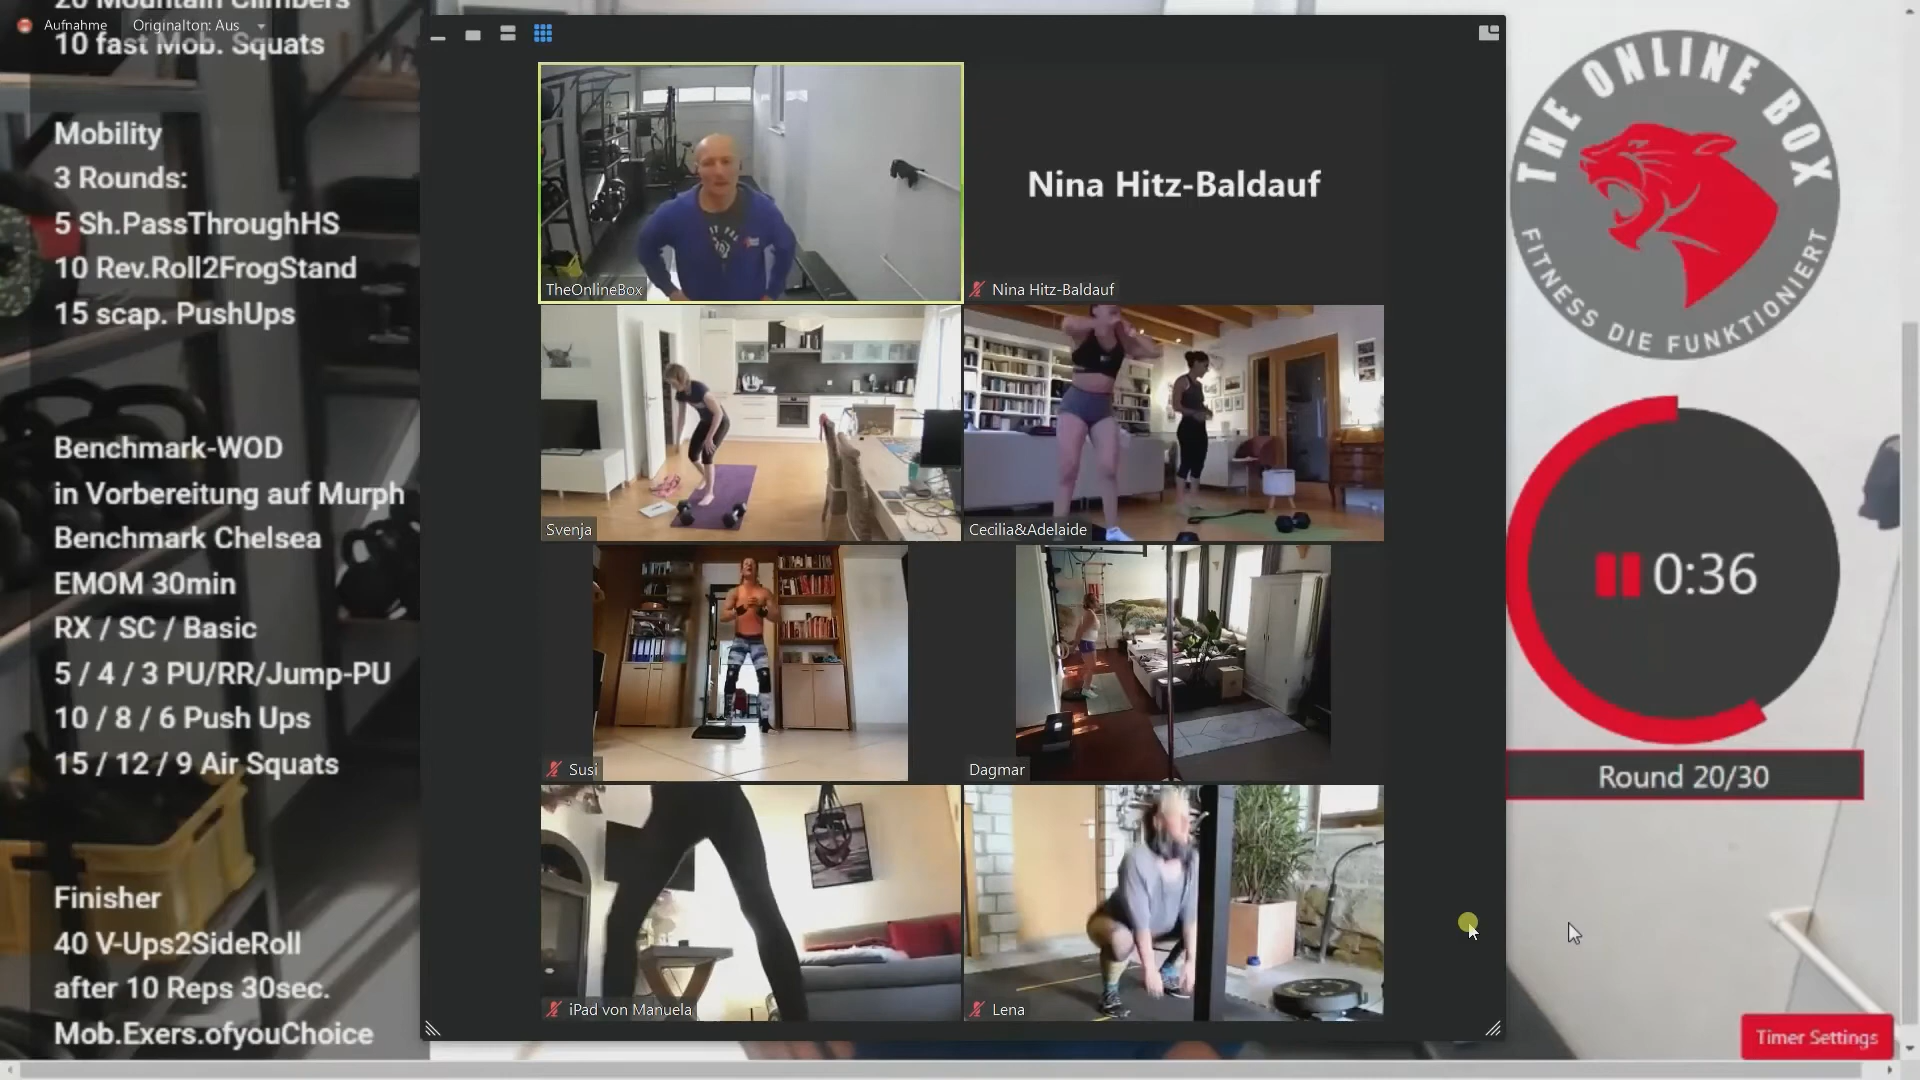 20 Mountain Climbers
Aufnahme
Originalton: Aus
10 fast Mob. Squats
Mobility
3 Rounds:
5 Sh.PassThroughHS
10 Rev.Roll2FrogStand
15 scap. PushUps
Benchmark-WOD
in Vorbereitung auf Murph
Benchmark Chelsea
EMOM 30min
RX / SC / Basic
5 / 4 / 3 PU/RR/Jump-PU
10 / 8 / 6 Push Ups
15 / 12 / 9 Air Squats
Finisher
40 V-Ups2SideRoll
after 10 Reps 30sec.
Mob.Exers.ofyouChoice
TheOnlineBox
Nina Hitz-Baldauf
Nina Hitz-Baldauf
Svenja
Cecilia&Adelaide
Susi
Dagmar
iPad von Manuela
Lena
THE ONLINE BOX
FITNESS DIE FUNKTIONIERT
0:36
Round 20/30
Timer Settings